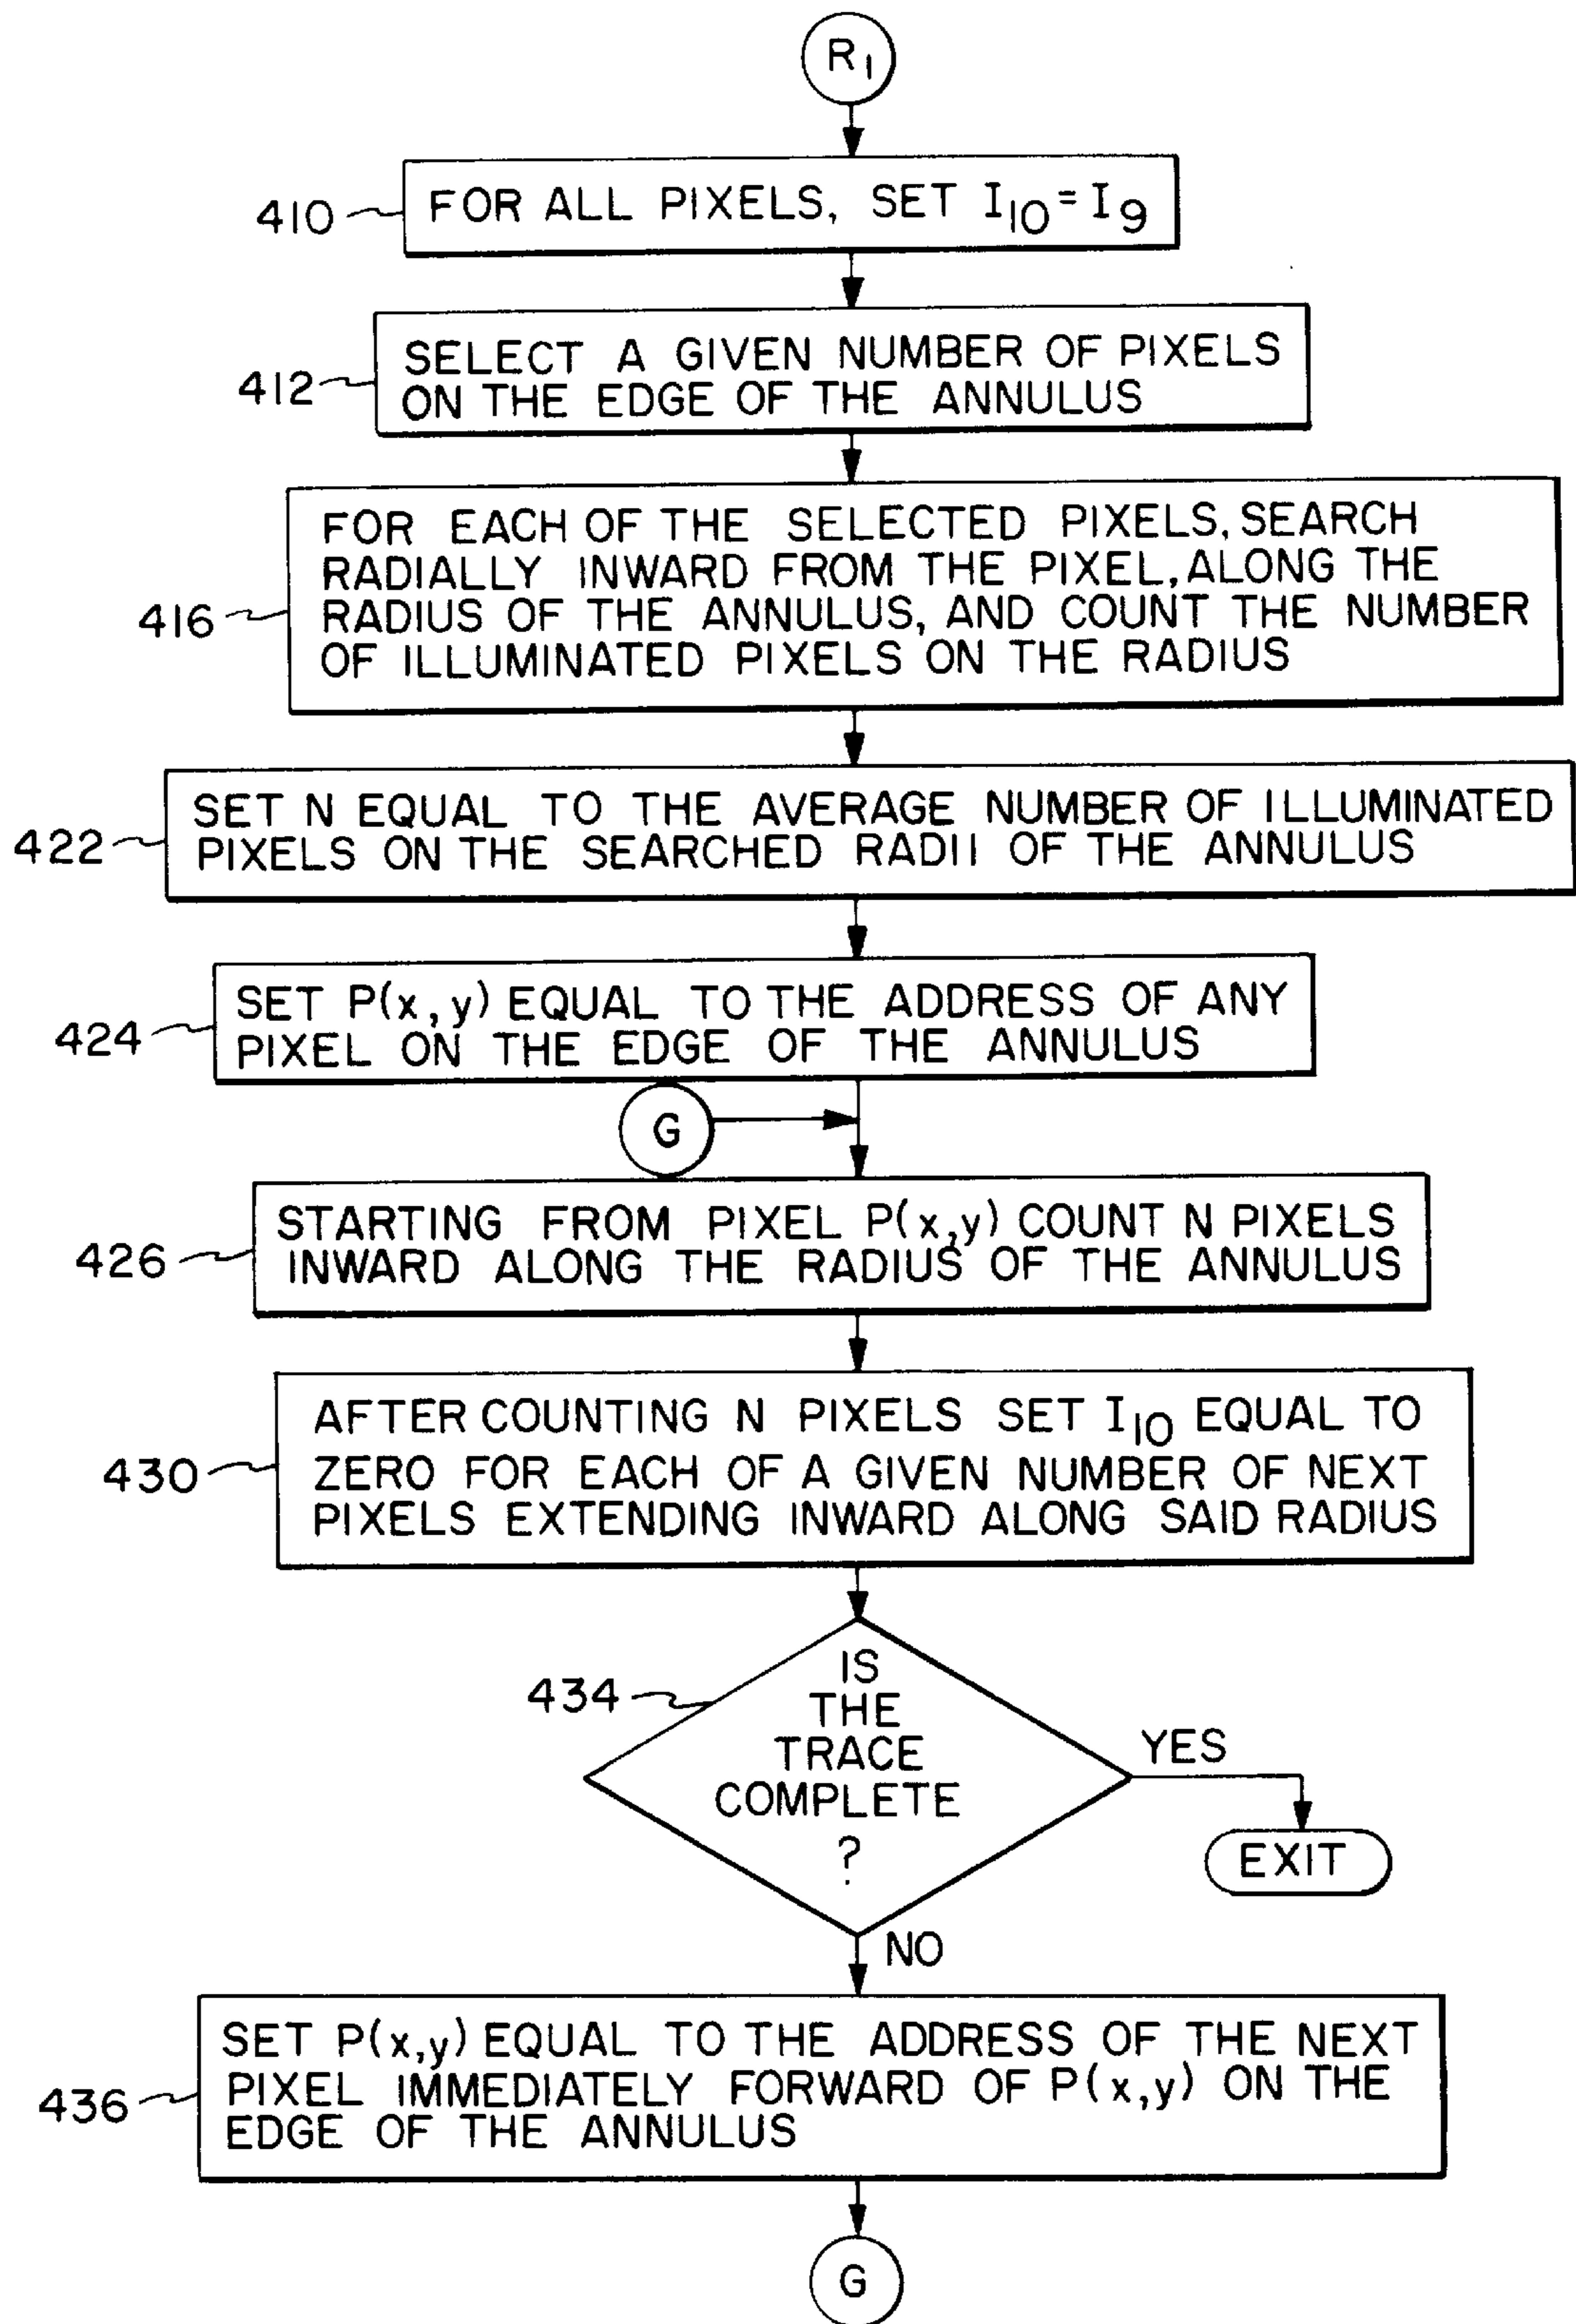 R₁
410
FOR ALL PIXELS, SET I₁₀ = I₉
412
SELECT A GIVEN NUMBER OF PIXELS
ON THE EDGE OF THE ANNULUS
416
FOR EACH OF THE SELECTED PIXELS, SEARCH
RADIALLY INWARD FROM THE PIXEL, ALONG THE
RADIUS OF THE ANNULUS, AND COUNT THE NUMBER
OF ILLUMINATED PIXELS ON THE RADIUS
422
SET N EQUAL TO THE AVERAGE NUMBER OF ILLUMINATED
PIXELS ON THE SEARCHED RADII OF THE ANNULUS
424
SET P(x,y) EQUAL TO THE ADDRESS OF ANY
PIXEL ON THE EDGE OF THE ANNULUS
G
426
STARTING FROM PIXEL P(x,y) COUNT N PIXELS
INWARD ALONG THE RADIUS OF THE ANNULUS
430
AFTER COUNTING N PIXELS SET I₁₀ EQUAL TO
ZERO FOR EACH OF A GIVEN NUMBER OF NEXT
PIXELS EXTENDING INWARD ALONG SAID RADIUS
434
IS
THE
TRACE
COMPLETE
?
YES
EXIT
NO
436
SET P(x,y) EQUAL TO THE ADDRESS OF THE NEXT
PIXEL IMMEDIATELY FORWARD OF P(x,y) ON THE
EDGE OF THE ANNULUS
G